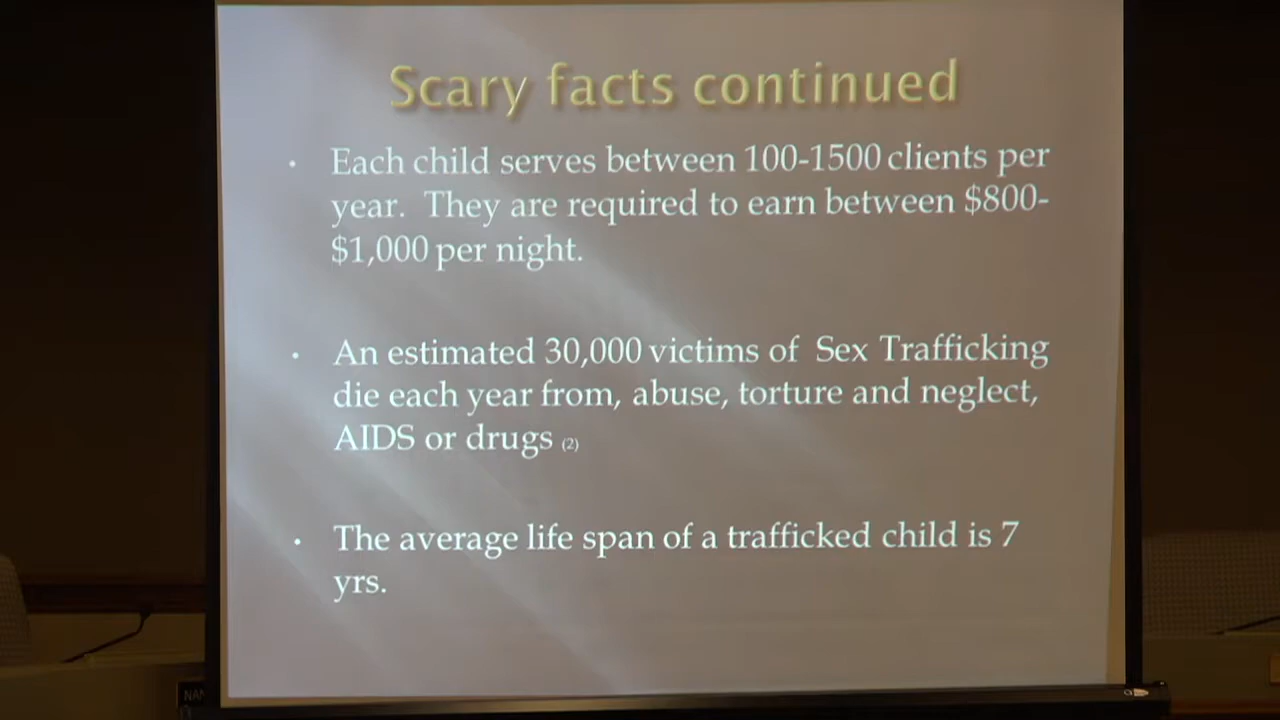 Scary facts continued
• Each child serves between 100-1500 clients per
year. They are required to earn between $800-
$1,000 per night.
• An estimated 30,000 victims of Sex Trafficking
die each year from, abuse, torture and neglect,
AIDS or drugs (2)
• The average life span of a trafficked child is 7
yrs.
NAN